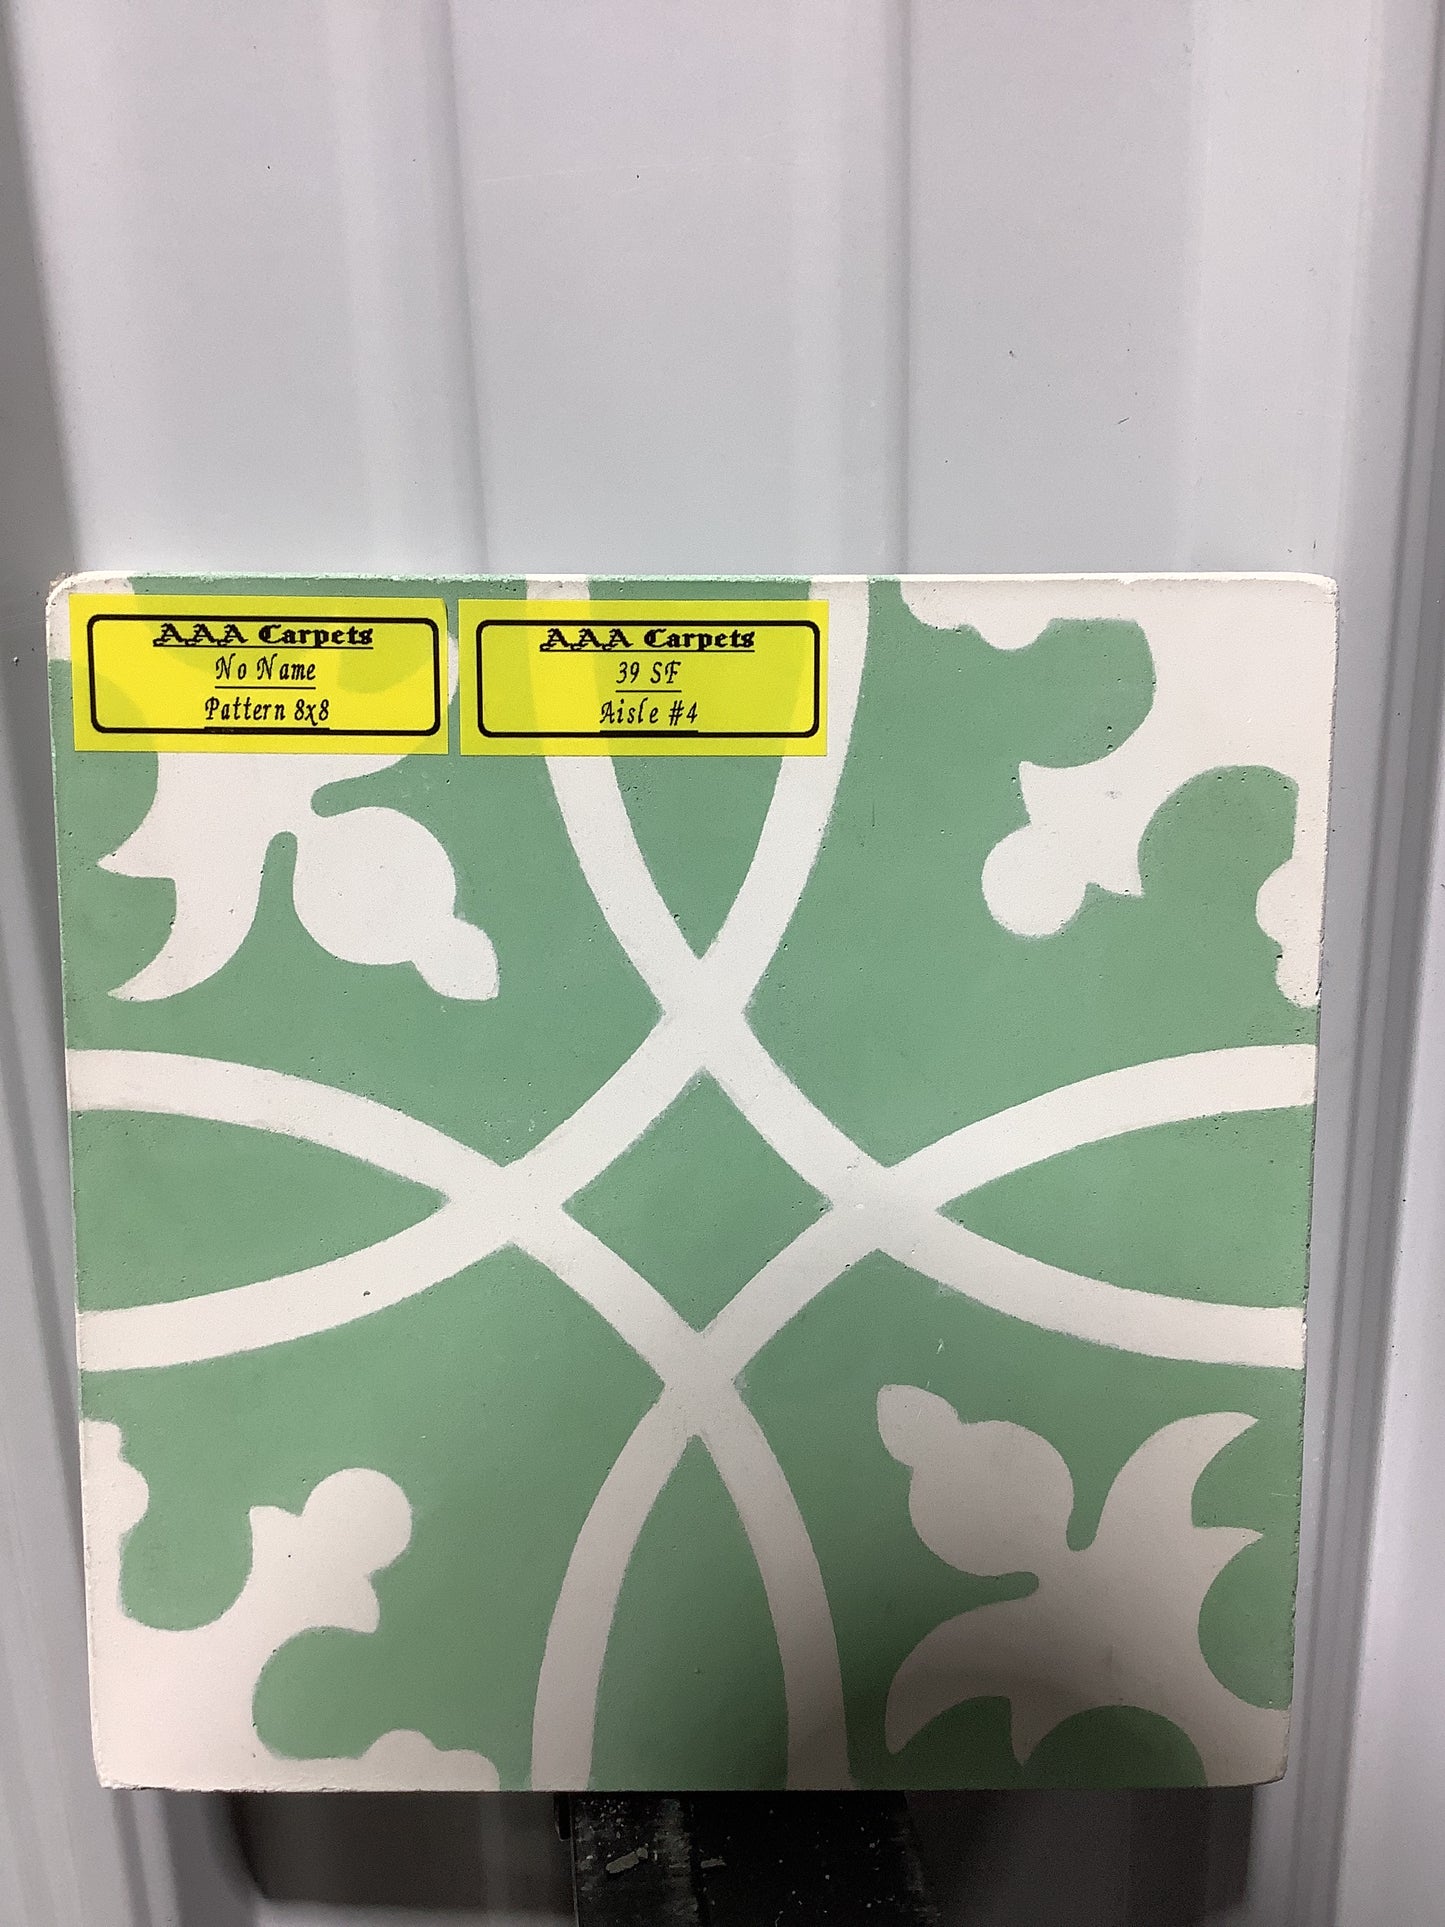 AAA Carpets
No Name
Pattern 8x8
AAA Carpets
39 SF
Aisle #4